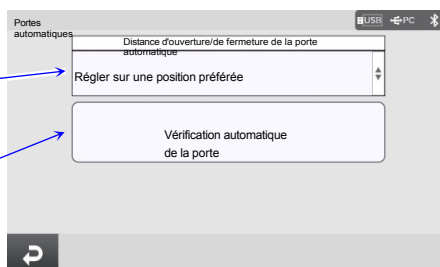 Portes
automatiques
USB PC
Distance d'ouverture/de fermeture de la porte
automatique
Régler sur une position préférée
Vérification automatique
de la porte